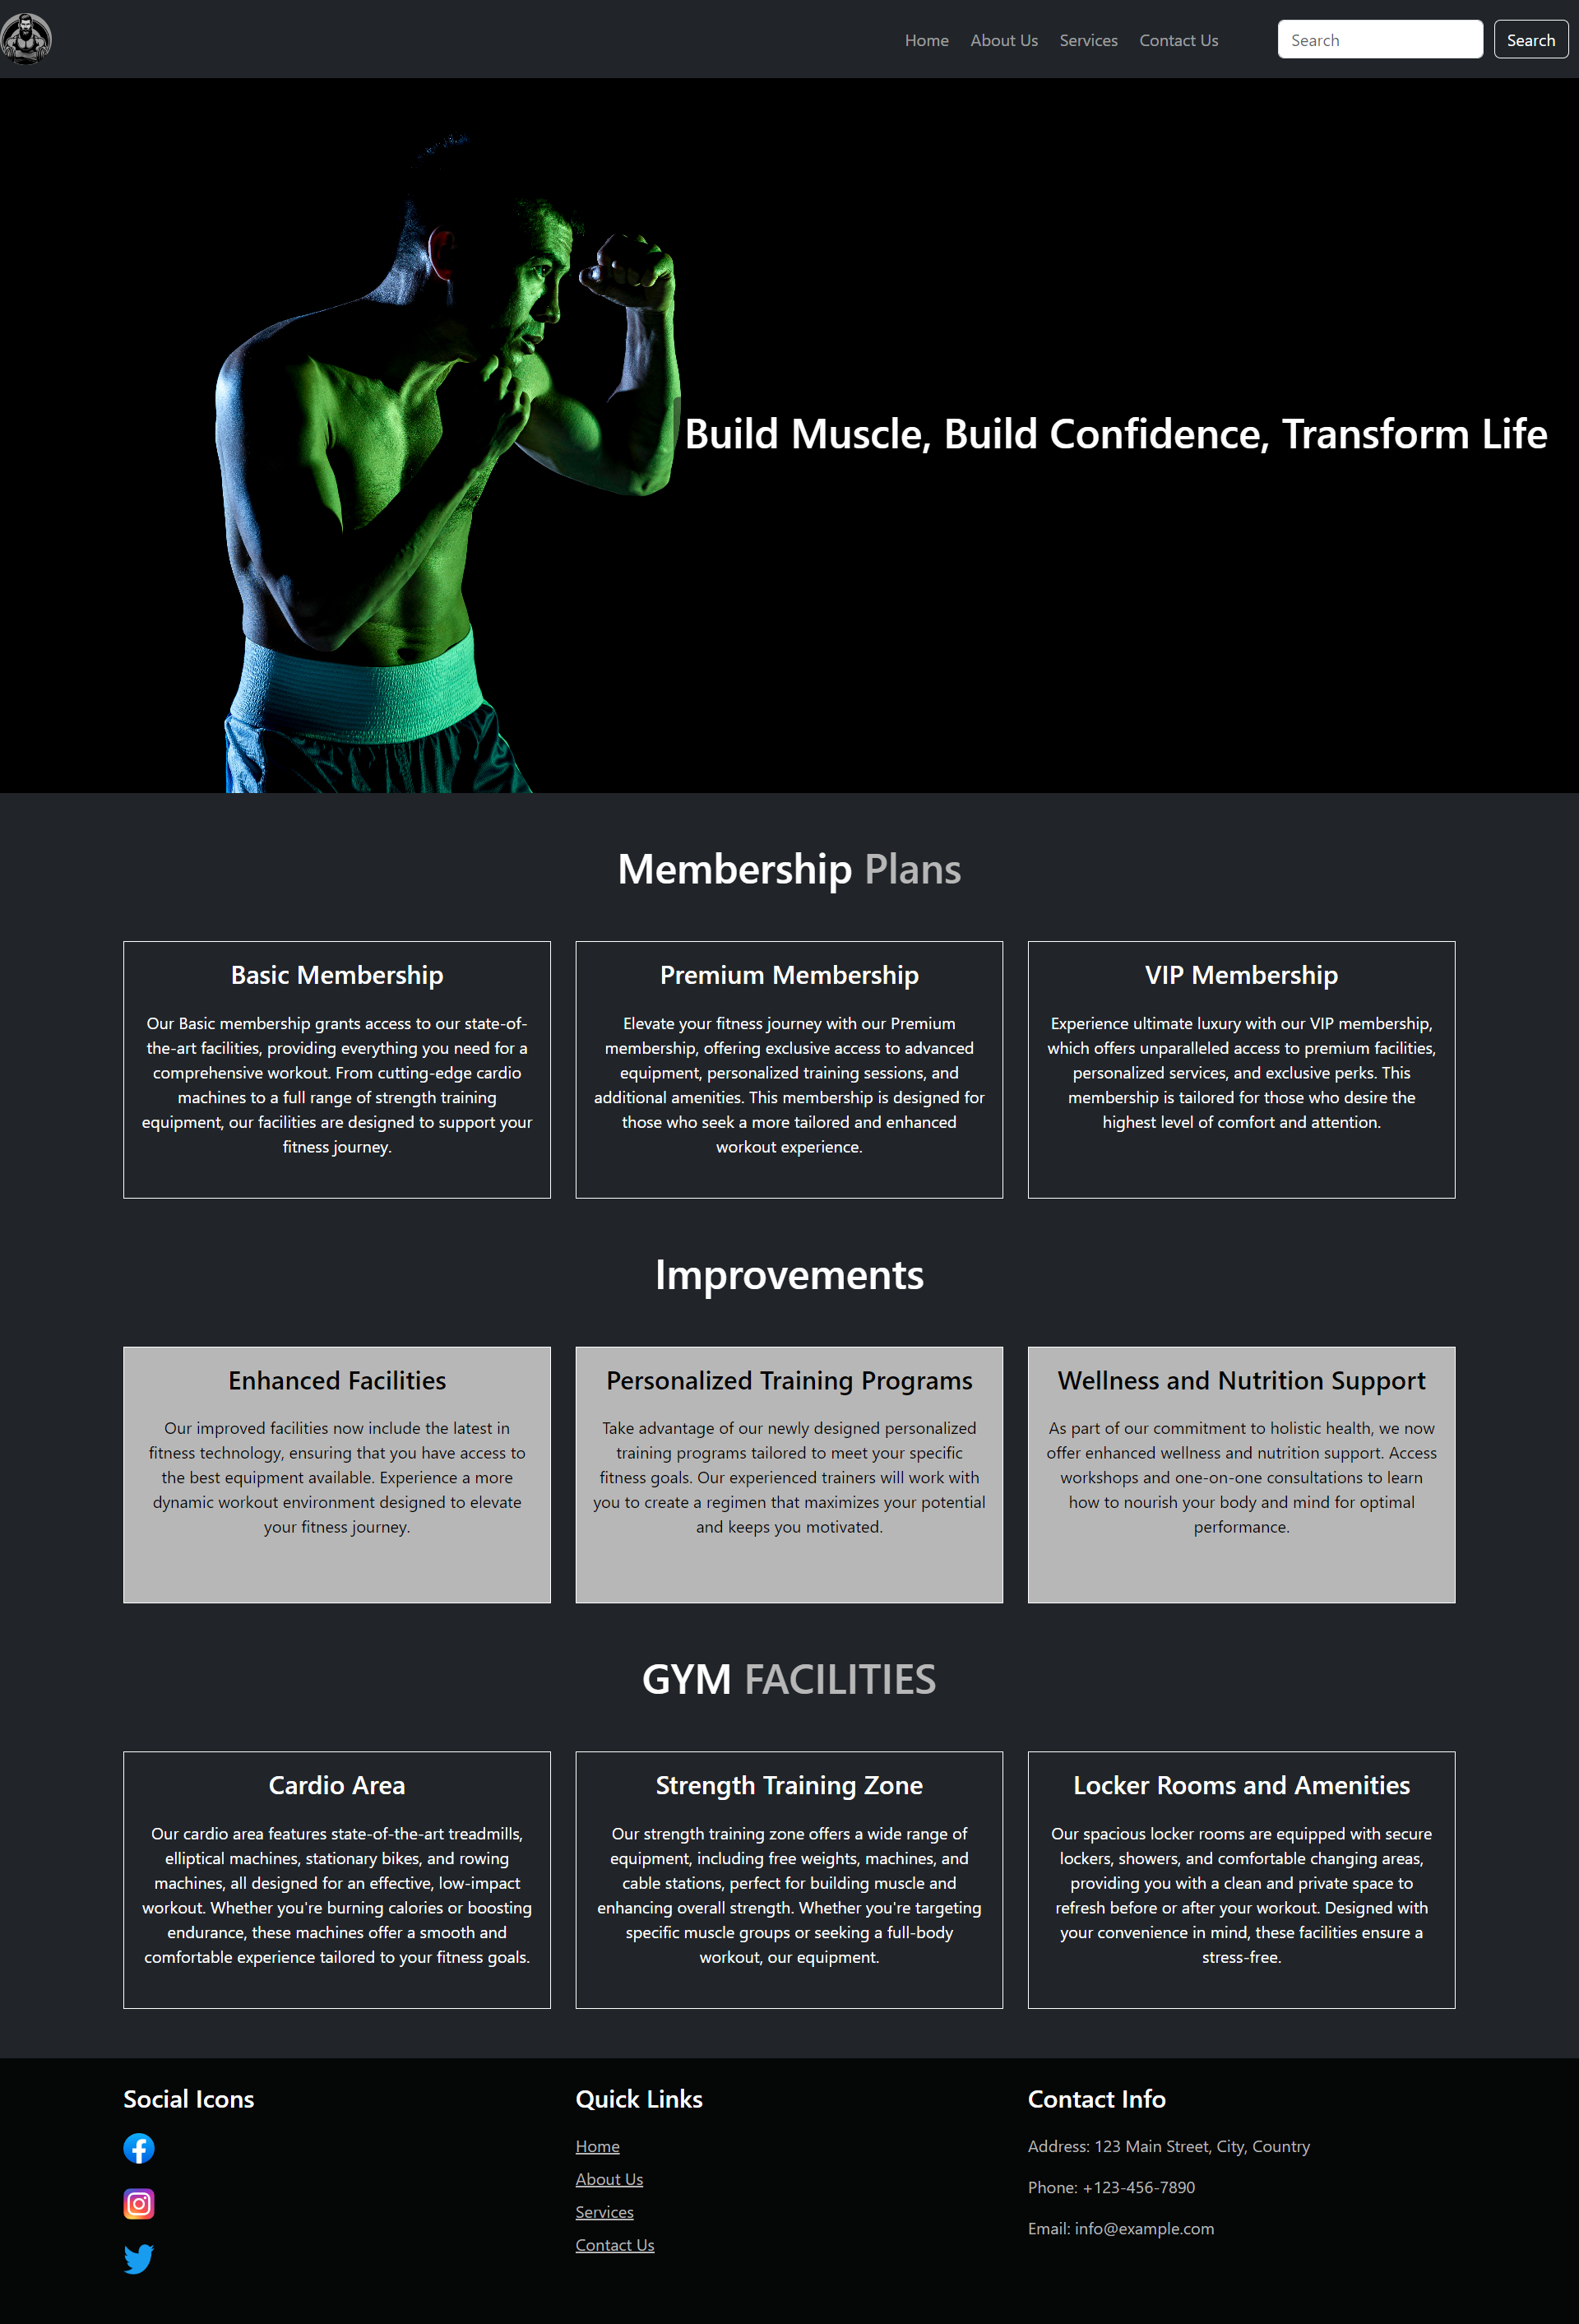 Home About Us Services Contact Us Search Search
Build Muscle, Build Confidence, Transform Life
Membership Plans
Basic Membership
Our Basic membership grants access to our state-of-
the-art facilities, providing everything you need for a
comprehensive workout. From cutting-edge cardio
machines to a full range of strength training
equipment, our facilities are designed to support your
fitness journey.
Premium Membership
Elevate your fitness journey with our Premium
membership, offering exclusive access to advanced
equipment, personalized training sessions, and
additional amenities. This membership is designed for
those who seek a more tailored and enhanced
workout experience.
VIP Membership
Experience ultimate luxury with our VIP membership,
which offers unparalleled access to premium facilities,
personalized services, and exclusive perks. This
membership is tailored for those who desire the
highest level of comfort and attention.
Improvements
Enhanced Facilities
Our improved facilities now include the latest in
fitness technology, ensuring that you have access to
the best equipment available. Experience a more
dynamic workout environment designed to elevate
your fitness journey.
Personalized Training Programs
Take advantage of our newly designed personalized
training programs tailored to meet your specific
fitness goals. Our experienced trainers will work with
you to create a regimen that maximizes your potential
and keeps you motivated.
Wellness and Nutrition Support
As part of our commitment to holistic health, we now
offer enhanced wellness and nutrition support. Access
workshops and one-on-one consultations to learn
how to nourish your body and mind for optimal
performance.
GYM FACILITIES
Cardio Area
Our cardio area features state-of-the-art treadmills,
elliptical machines, stationary bikes, and rowing
machines, all designed for an effective, low-impact
workout. Whether you're burning calories or boosting
endurance, these machines offer a smooth and
comfortable experience tailored to your fitness goals.
Strength Training Zone
Our strength training zone offers a wide range of
equipment, including free weights, machines, and
cable stations, perfect for building muscle and
enhancing overall strength. Whether you're targeting
specific muscle groups or seeking a full-body
workout, our equipment.
Locker Rooms and Amenities
Our spacious locker rooms are equipped with secure
lockers, showers, and comfortable changing areas,
providing you with a clean and private space to
refresh before or after your workout. Designed with
your convenience in mind, these facilities ensure a
stress-free.
Social Icons
Quick Links
Home
About Us
Services
Contact Us
Contact Info
Address: 123 Main Street, City, Country
Phone: +123-456-7890
Email: info@example.com